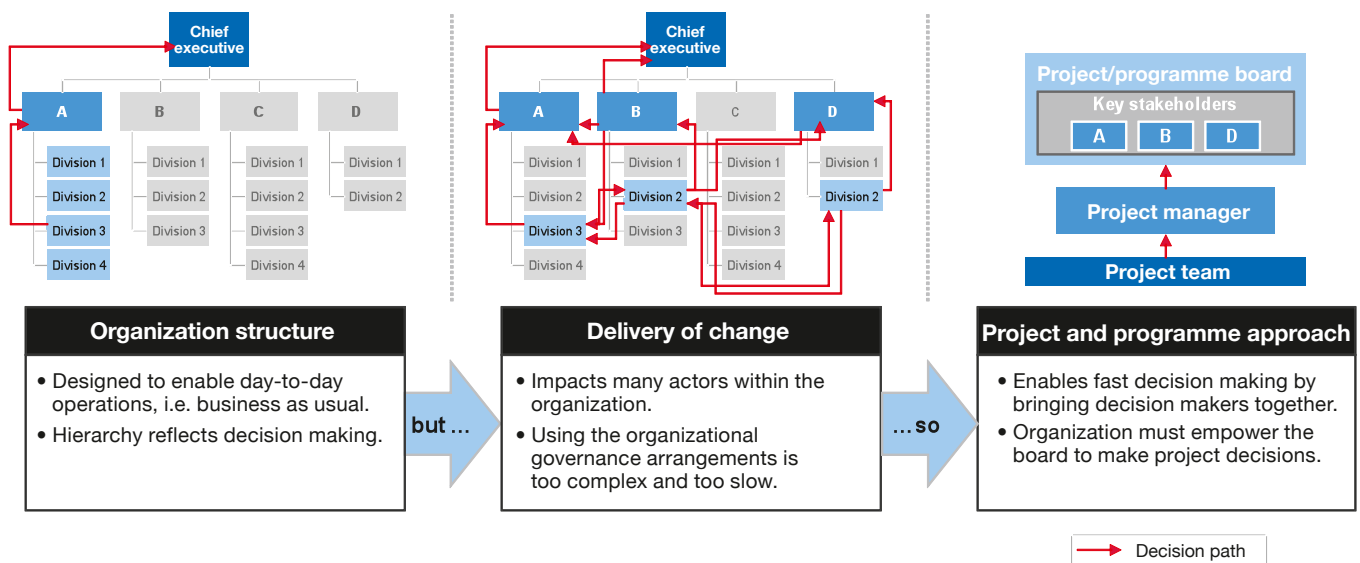 Chief
executive
A
B
C
D
Division 1
Division 2
Division 3
Division 4
Division 1
Division 2
Division 3
Division 1
Division 2
Division 3
Division 4
Division 1
Division 2
Organization structure
• Designed to enable day-to-day
operations, i.e. business as usual.
• Hierarchy reflects decision making.
but ...
Chief
executive
A
B
C
D
Division 1
Division 2
Division 3
Division 4
Division 1
Division 2
Division 3
Division 1
Division 2
Division 3
Division 4
Division 1
Division 2
Delivery of change
• Impacts many actors within the
organization.
• Using the organizational
governance arrangements is
too complex and too slow.
...so
Project/programme board
Key stakeholders
A
B
D
Project manager
Project team
Project and programme approach
• Enables fast decision making by
bringing decision makers together.
• Organization must empower the
board to make project decisions.
Decision path